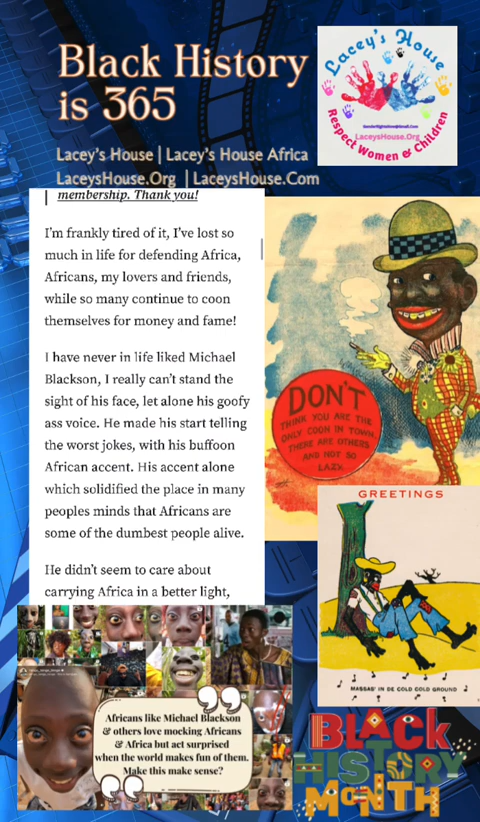 Black History
is 365
Lacey's House
Respect Women & Children
LaceysHouse.Org
Lacey's House | Lacey's House Africa
LaceysHouse.Org | LaceysHouse.Com
membership. Thank you!
I'm frankly tired of it, I've lost so
much in life for defending Africa,
Africans, my lovers and friends,
while so many continue to coon
themselves for money and fame!
I have never in life liked Michael
Blackson, I really can't stand the
sight of his face, let alone his goofy
ass voice. He made his start telling
the worst jokes, with his buffoon
African accent. His accent alone
which solidified the place in many
peoples minds that Africans are
some of the dumbest people alive.
He didn't seem to care about
carrying Africa in a better light,
DON'T
THINK YOU ARE THE
ONLY COON IN TOWN,
THERE ARE OTHERS
AND NOT SO
LAZY.
GREETINGS
MASSAS' IN DE COLD COLD GROUND
Africans like Michael Blackson
& others love mocking Africans
& Africa but act surprised
when the world makes fun of them.
Make this make sense?
BLACK
HISTORY
MONTH